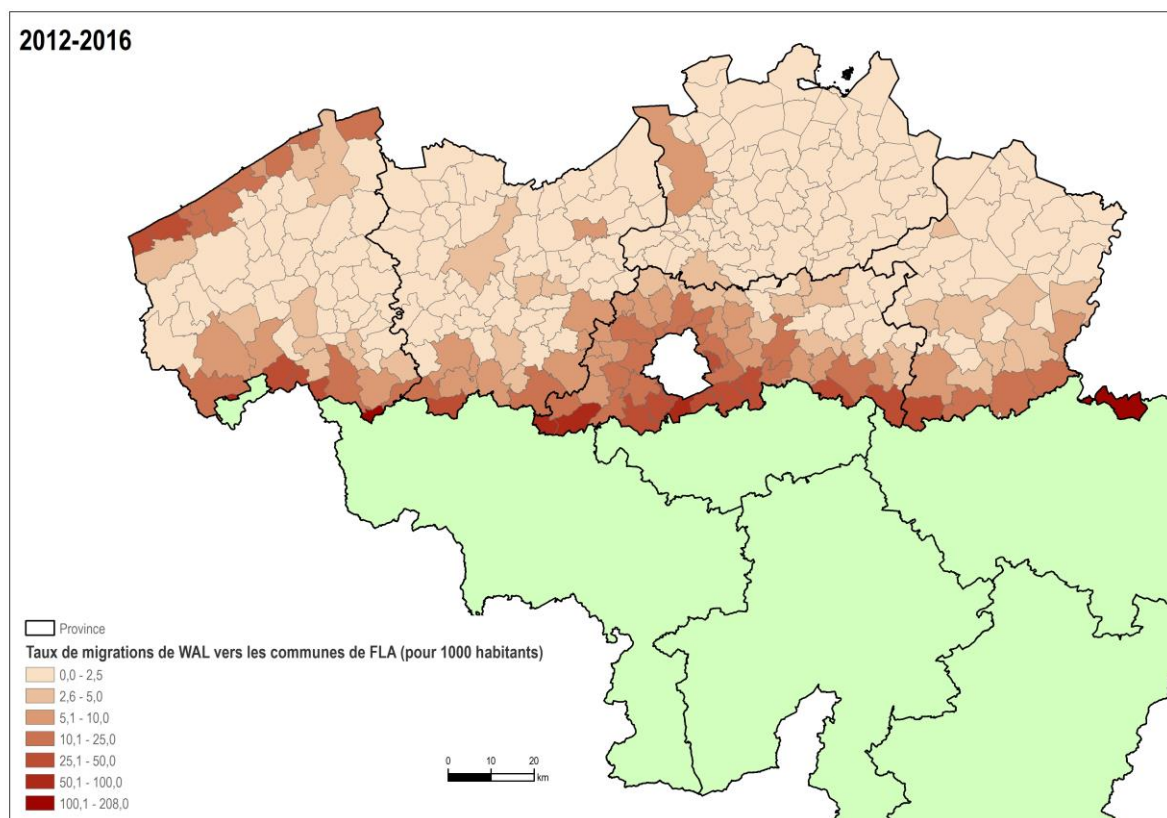 2012-2016
Province
Taux de migrations de WAL vers les communes de FLA (pour 1000 habitants)
0,0 - 2,5
2,6 - 5,0
5,1 - 10,0
10,1 - 25,0
25,1 - 50,0
50,1 - 100,0
100,1 - 208,0
0 10 20
km